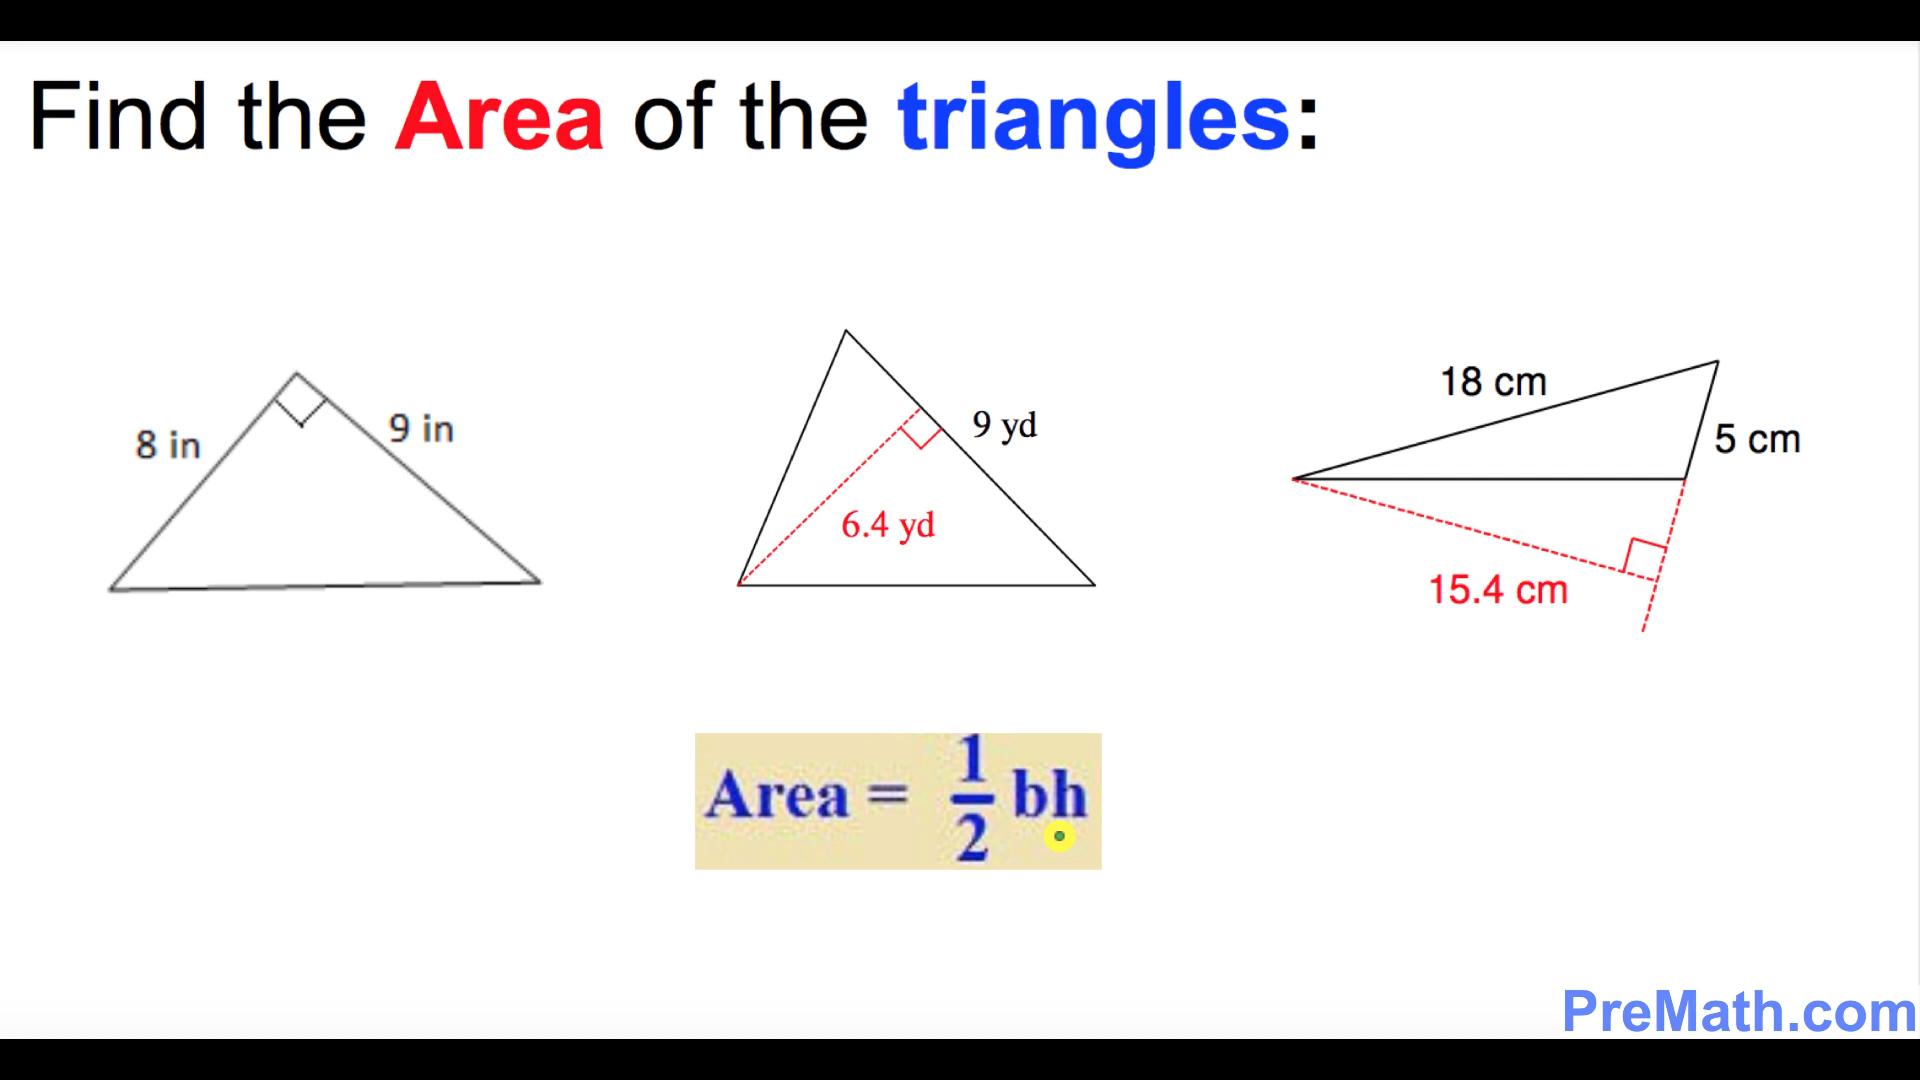 Find the Area of the triangles:
8 in
9 in
9 yd
6.4 yd
18 cm
5 cm
15.4 cm
Area = 1/2 bh
PreMath.com